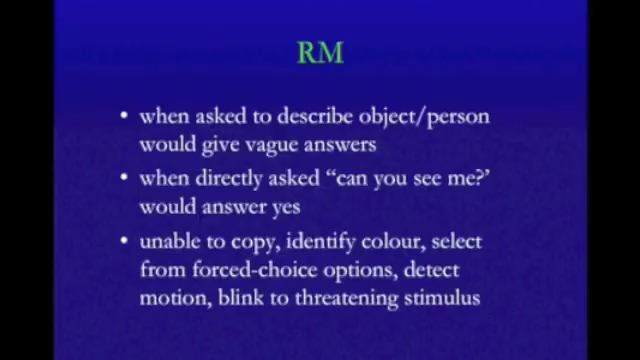 RM
• when asked to describe object/person
would give vague answers
• when directly asked “can you see me?’
would answer yes
• unable to copy, identify colour, select
from forced-choice options, detect
motion, blink to threatening stimulus